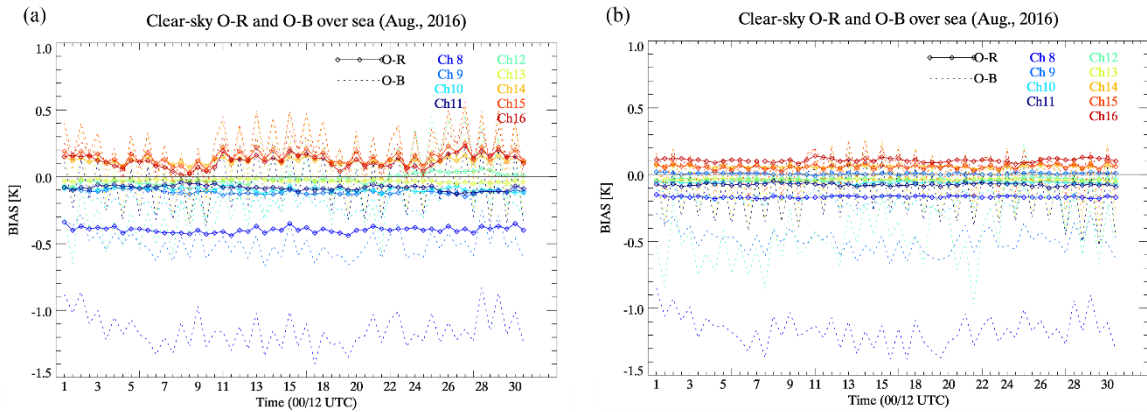 (a)
Clear-sky O-R and O-B over sea (Aug., 2016)
1.0
0.5
0.0
-0.5
-1.0
-1.5
BIAS [K]
O-R
O-B
Ch 8
Ch 9
Ch10
Ch11
Ch12
Ch13
Ch14
Ch15
Ch16
1 3 5 7 9 11 13 15 16 18 20 22 24 26 28 30
Time (00/12 UTC)
(b)
Clear-sky O-R and O-B over sea (Aug., 2016)
1.0
0.5
0.0
-0.5
-1.0
-1.5
BIAS [K]
O-R
O-B
Ch 8
Ch 9
Ch10
Ch11
Ch12
Ch13
Ch14
Ch15
Ch16
1 3 5 7 9 11 13 15 16 18 20 22 24 26 28 30
Time (00/12 UTC)